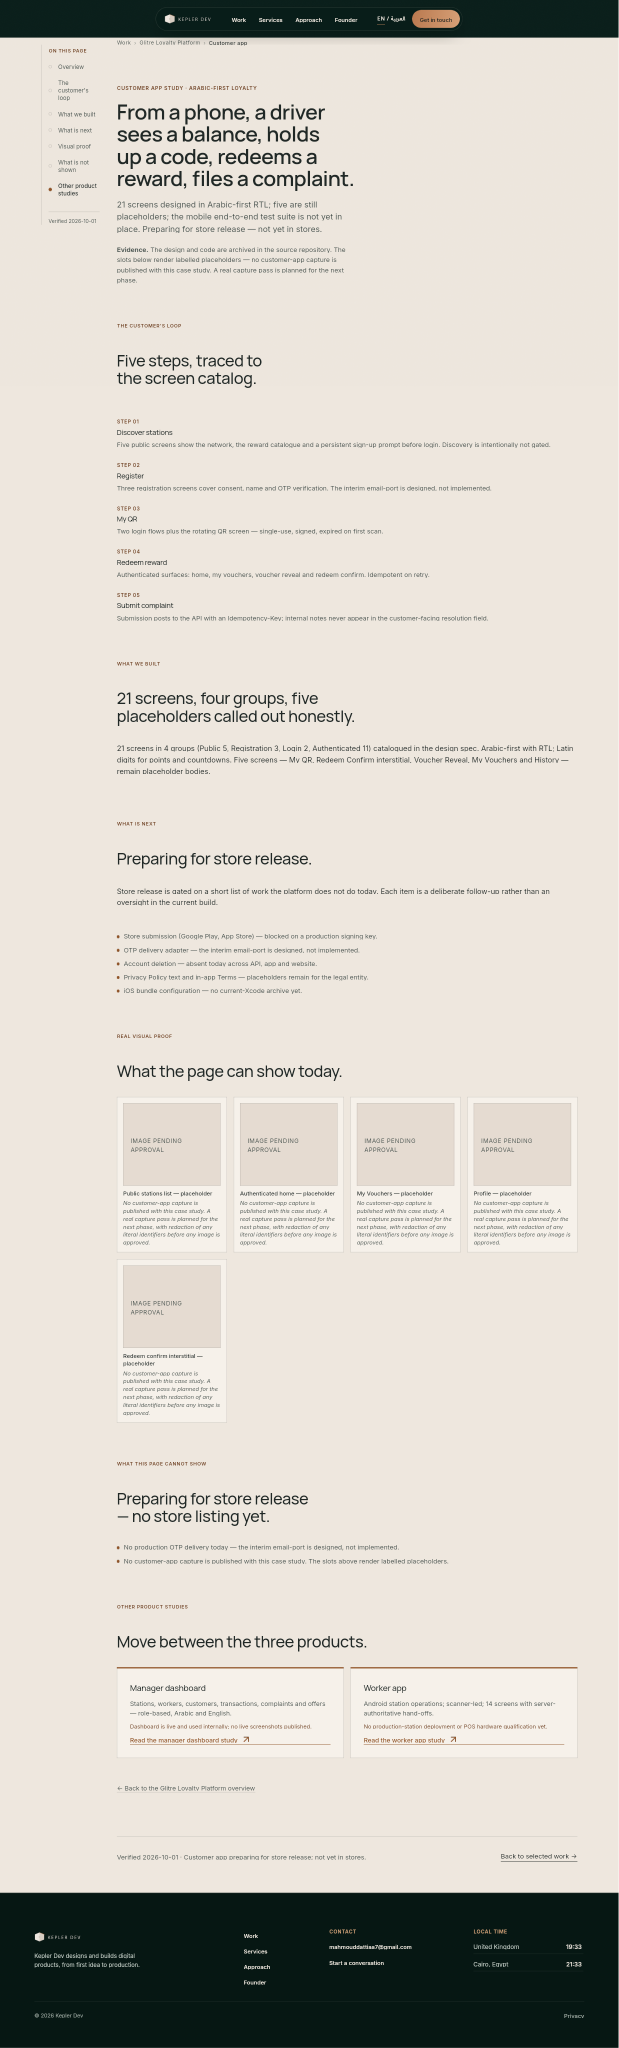 KEPLER DEV
Work
Services
Approach
Founder
EN / العربية
Get in touch
Work › Glitre Loyalty Platform › Customer app
ON THIS PAGE
Overview
The
customer's
loop
What we built
What is next
Visual proof
What is not
shown
Other product
studies
Verified 2026-10-01
CUSTOMER APP STUDY · ARABIC-FIRST LOYALTY
From a phone, a driver
sees a balance, holds
up a code, redeems a
reward, files a complaint.
21 screens designed in Arabic-first RTL; five are still
placeholders; the mobile end-to-end test suite is not yet in
place. Preparing for store release — not yet in stores.
Evidence. The design and code are archived in the source repository. The
slots below render labelled placeholders — no customer-app capture is
published with this case study. A real capture pass is planned for the next
phase.
THE CUSTOMER'S LOOP
Five steps, traced to
the screen catalog.
STEP 01
Discover stations
Five public screens show the network, the reward catalogue and a persistent sign-up prompt before login. Discovery is intentionally not gated.
STEP 02
Register
Three registration screens cover consent, name and OTP verification. The interim email-port is designed, not implemented.
STEP 03
My QR
Two login flows plus the rotating QR screen — single-use, signed, expired on first scan.
STEP 04
Redeem reward
Authenticated surfaces: home, my vouchers, voucher reveal and redeem confirm. Idempotent on retry.
STEP 05
Submit complaint
Submission posts to the API with an Idempotency-Key; internal notes never appear in the customer-facing resolution field.
WHAT WE BUILT
21 screens, four groups, five
placeholders called out honestly.
21 screens in 4 groups (Public 5, Registration 3, Login 2, Authenticated 11) catalogued in the design spec. Arabic-first with RTL; Latin
digits for points and countdowns. Five screens — My QR, Redeem Confirm interstitial, Voucher Reveal, My Vouchers and History —
remain placeholder bodies.
WHAT IS NEXT
Preparing for store release.
Store release is gated on a short list of work the platform does not do today. Each item is a deliberate follow-up rather than an
oversight in the current build.
Store submission (Google Play, App Store) — blocked on a production signing key.
OTP delivery adapter — the interim email-port is designed, not implemented.
Account deletion — absent today across API, app and website.
Privacy Policy text and in-app Terms — placeholders remain for the legal entity.
iOS bundle configuration — no current-Xcode archive yet.
REAL VISUAL PROOF
What the page can show today.
IMAGE PENDING
APPROVAL
Public stations list — placeholder
No customer-app capture is
published with this case study. A
real capture pass is planned for the
next phase, with redaction of any
literal identifiers before any image is
approved.
IMAGE PENDING
APPROVAL
Authenticated home — placeholder
No customer-app capture is
published with this case study. A
real capture pass is planned for the
next phase, with redaction of any
literal identifiers before any image is
approved.
IMAGE PENDING
APPROVAL
My Vouchers — placeholder
No customer-app capture is
published with this case study. A
real capture pass is planned for the
next phase, with redaction of any
literal identifiers before any image is
approved.
IMAGE PENDING
APPROVAL
Profile — placeholder
No customer-app capture is
published with this case study. A
real capture pass is planned for the
next phase, with redaction of any
literal identifiers before any image is
approved.
IMAGE PENDING
APPROVAL
Redeem confirm interstitial —
placeholder
No customer-app capture is
published with this case study. A
real capture pass is planned for the
next phase, with redaction of any
literal identifiers before any image is
approved.
WHAT THIS PAGE CANNOT SHOW
Preparing for store release
— no store listing yet.
No production OTP delivery today — the interim email-port is designed, not implemented.
No customer-app capture is published with this case study. The slots above render labelled placeholders.
OTHER PRODUCT STUDIES
Move between the three products.
Manager dashboard
Stations, workers, customers, transactions, complaints and offers
— role-based, Arabic and English.
Dashboard is live and used internally; no live screenshots published.
Read the manager dashboard study ↗
Worker app
Android station operations; scanner-led; 14 screens with server-
authoritative hand-offs.
No production-station deployment or POS hardware qualification yet.
Read the worker app study ↗
← Back to the Glitre Loyalty Platform overview
Verified 2026-10-01 · Customer app preparing for store release; not yet in stores.
Back to selected work →
KEPLER DEV
Kepler Dev designs and builds digital
products, from first idea to production.
Work
Services
Approach
Founder
CONTACT
mahmouddattiaa7@gmail.com
Start a conversation
LOCAL TIME
United Kingdom 19:33
Cairo, Egypt 21:33
© 2026 Kepler Dev
Privacy